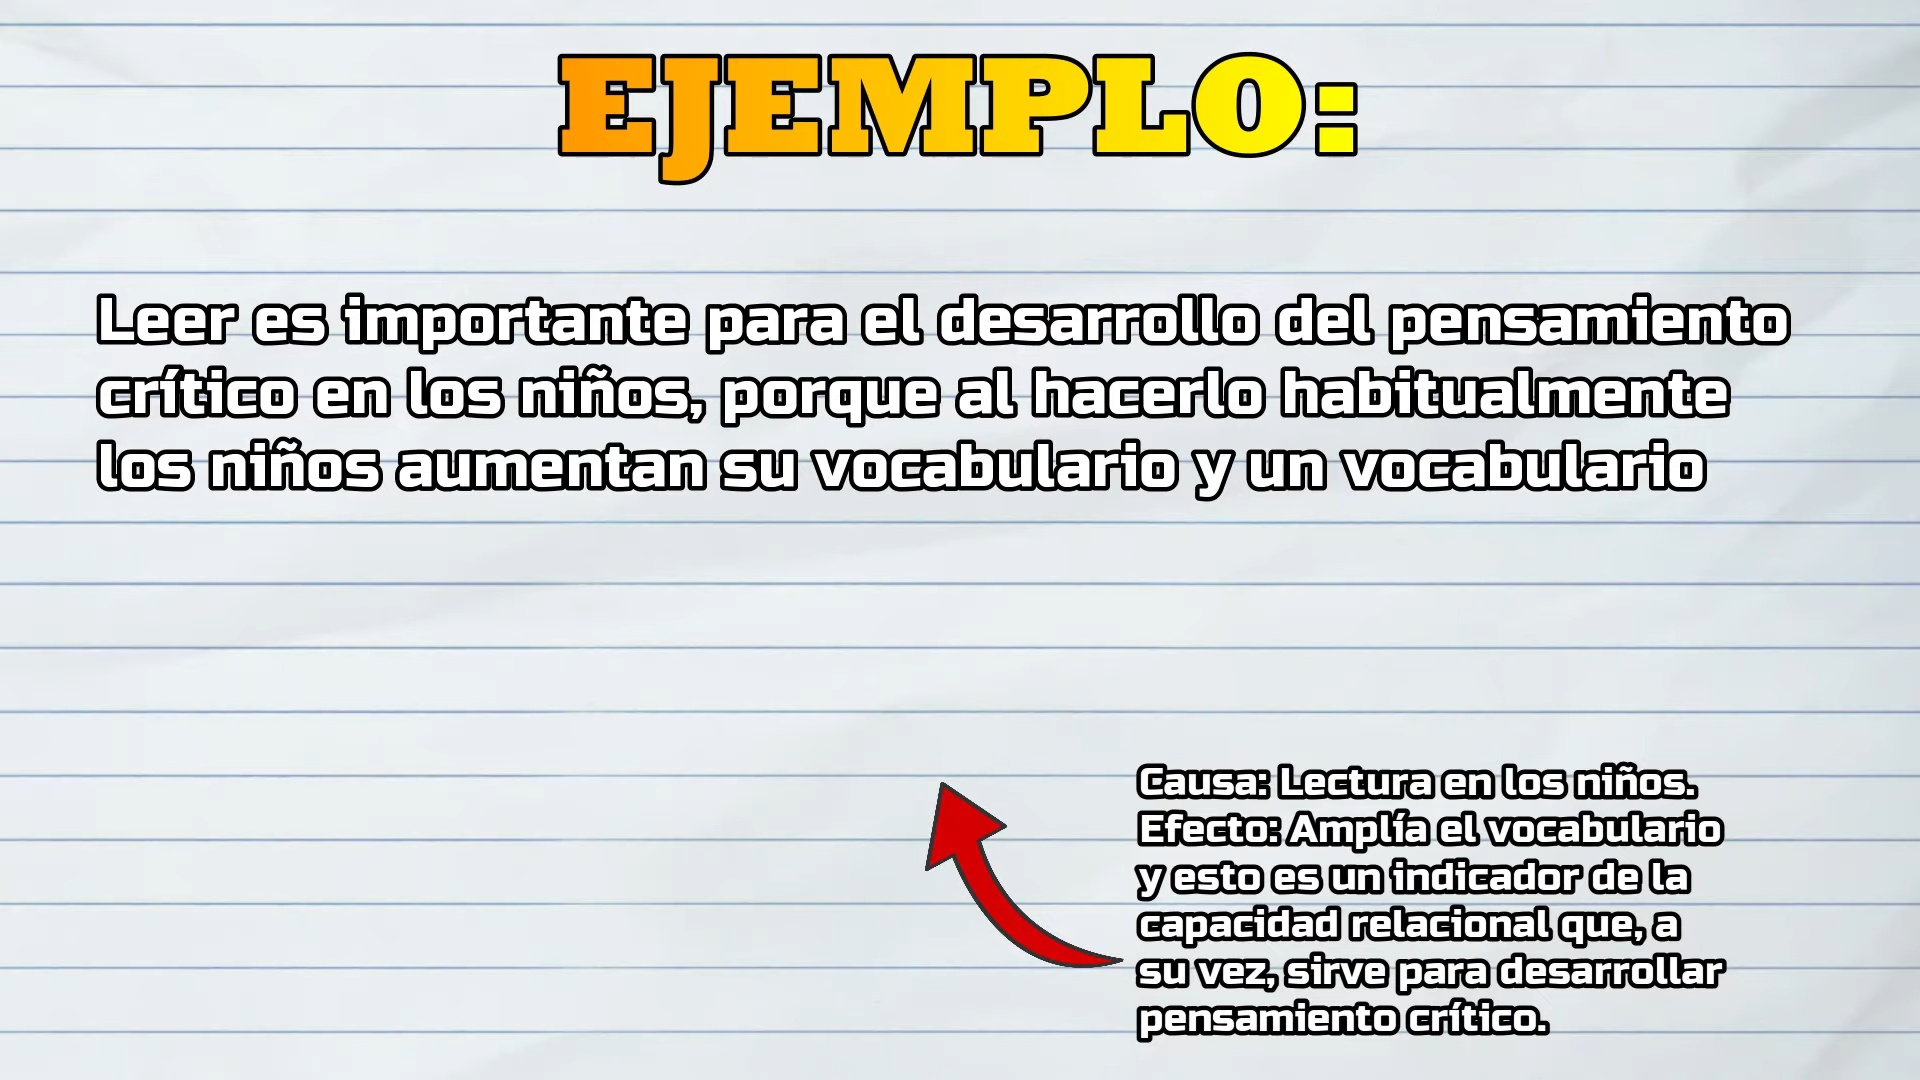 EJEMPLO:
Leer es importante para el desarrollo del pensamiento
crítico en los niños, porque al hacerlo habitualmente
los niños aumentan su vocabulario y un vocabulario
Causa: Lectura en los niños.
Efecto: Amplía el vocabulario
y esto es un indicador de la
capacidad relacional que, a
su vez, sirve para desarrollar
pensamiento crítico.